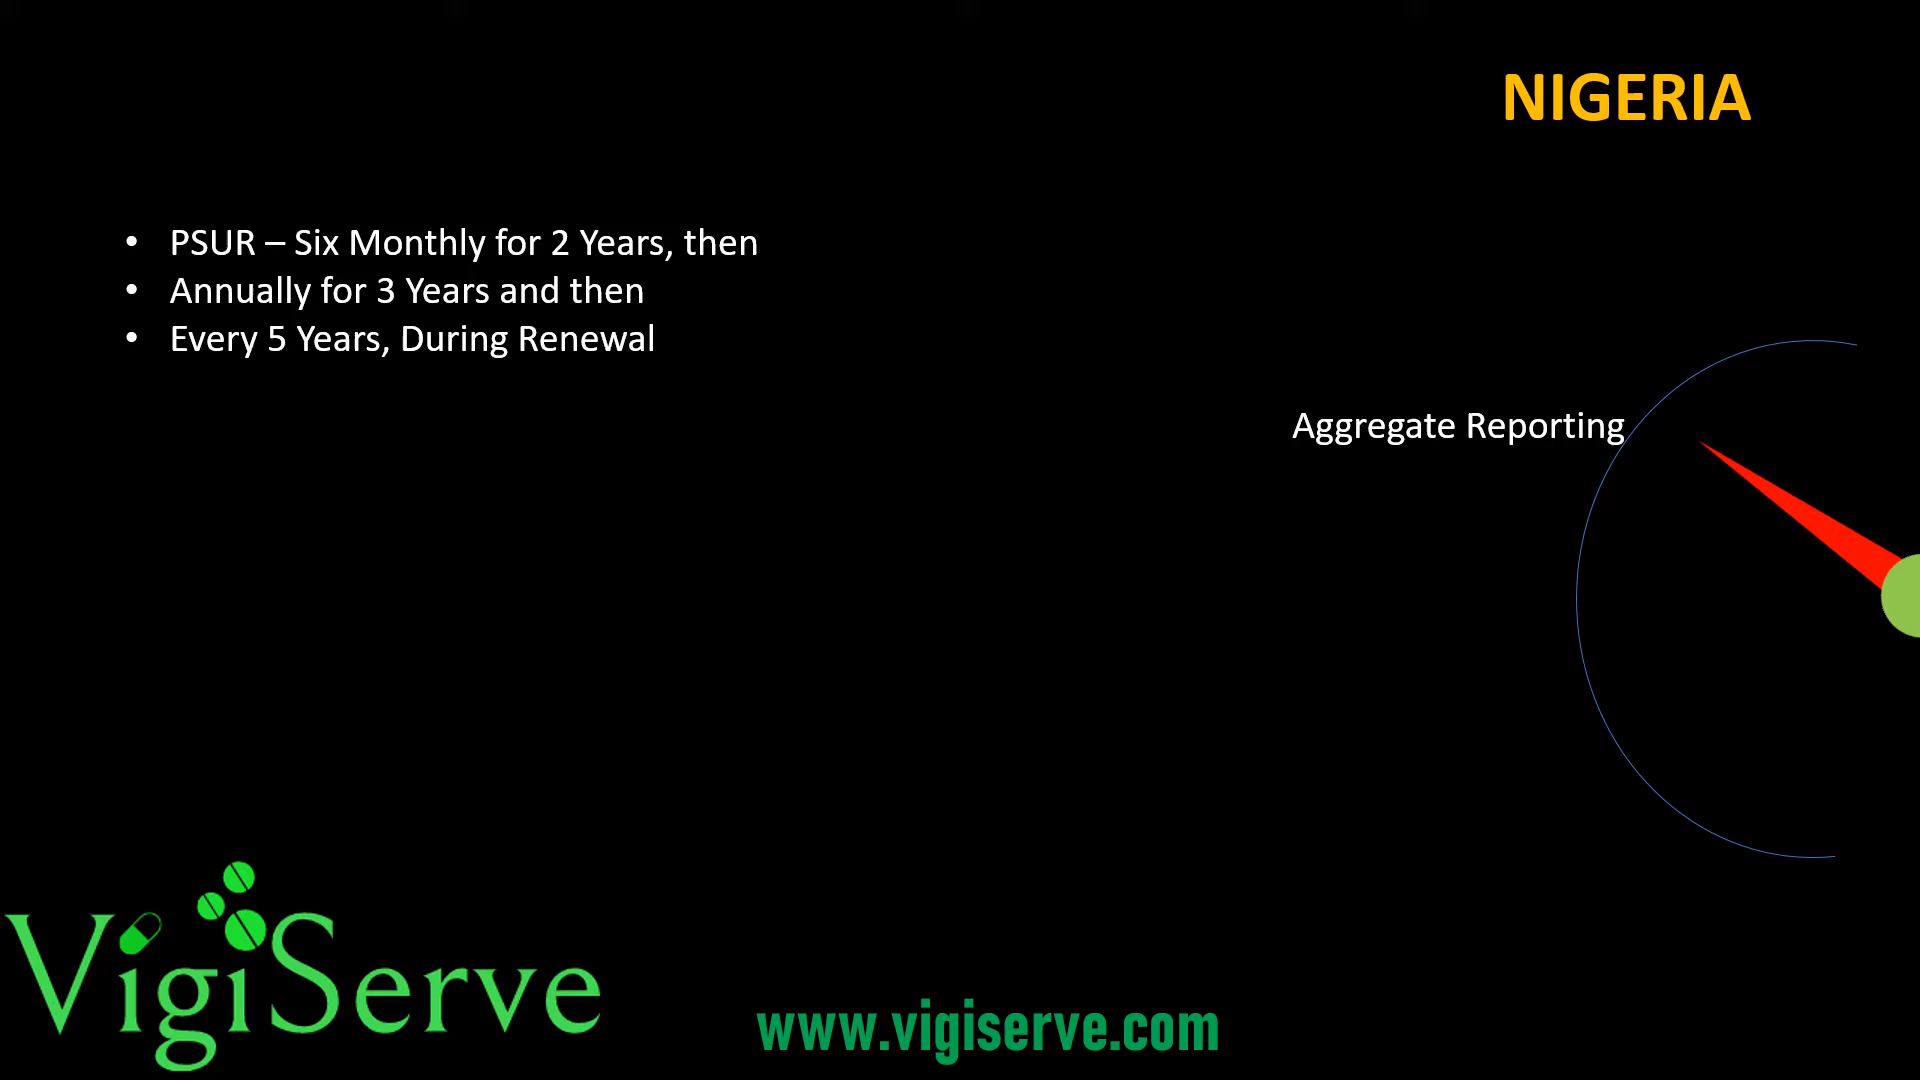 NIGERIA
• PSUR – Six Monthly for 2 Years, then
• Annually for 3 Years and then
• Every 5 Years, During Renewal
Aggregate Reporting
VigiServe
www.vigiserve.com